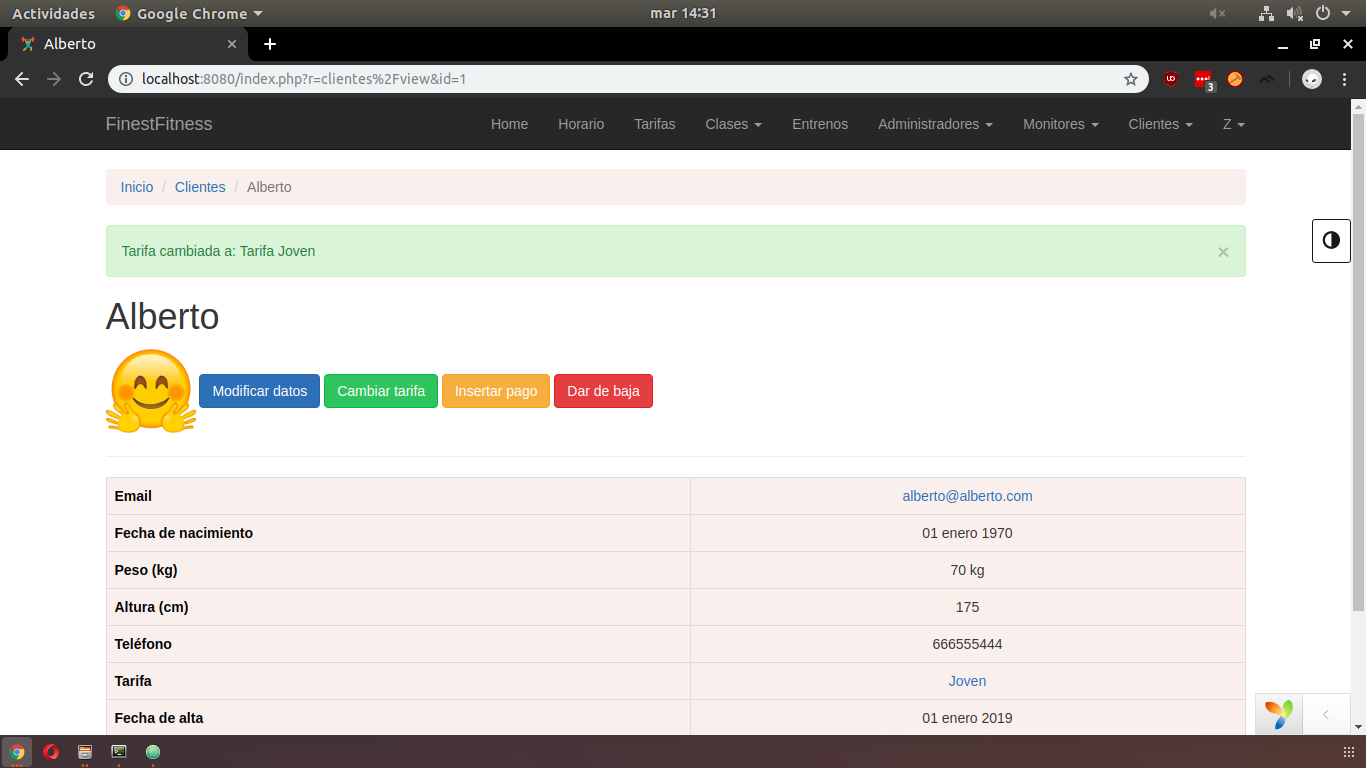 Actividades Google Chrome mar 14:31
Alberto
localhost:8080/index.php?r=clientes%2Fview&id=1
3
FinestFitness Home Horario Tarifas Clases Entrenos Administradores Monitores Clientes Z
Inicio / Clientes / Alberto
Tarifa cambiada a: Tarifa Joven ×
Alberto
Modificar datos Cambiar tarifa Insertar pago Dar de baja
Email alberto@alberto.com
Fecha de nacimiento 01 enero 1970
Peso (kg) 70 kg
Altura (cm) 175
Teléfono 666555444
Tarifa Joven
Fecha de alta 01 enero 2019